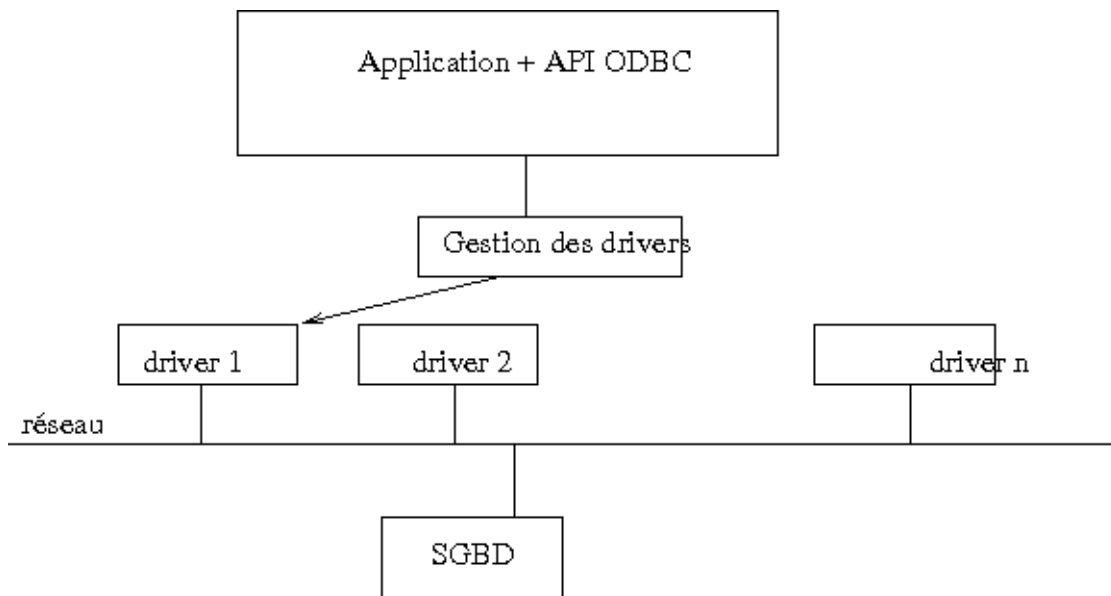 Application + API ODBC
Gestion des drivers
driver 1
driver 2
driver n
réseau
SGBD